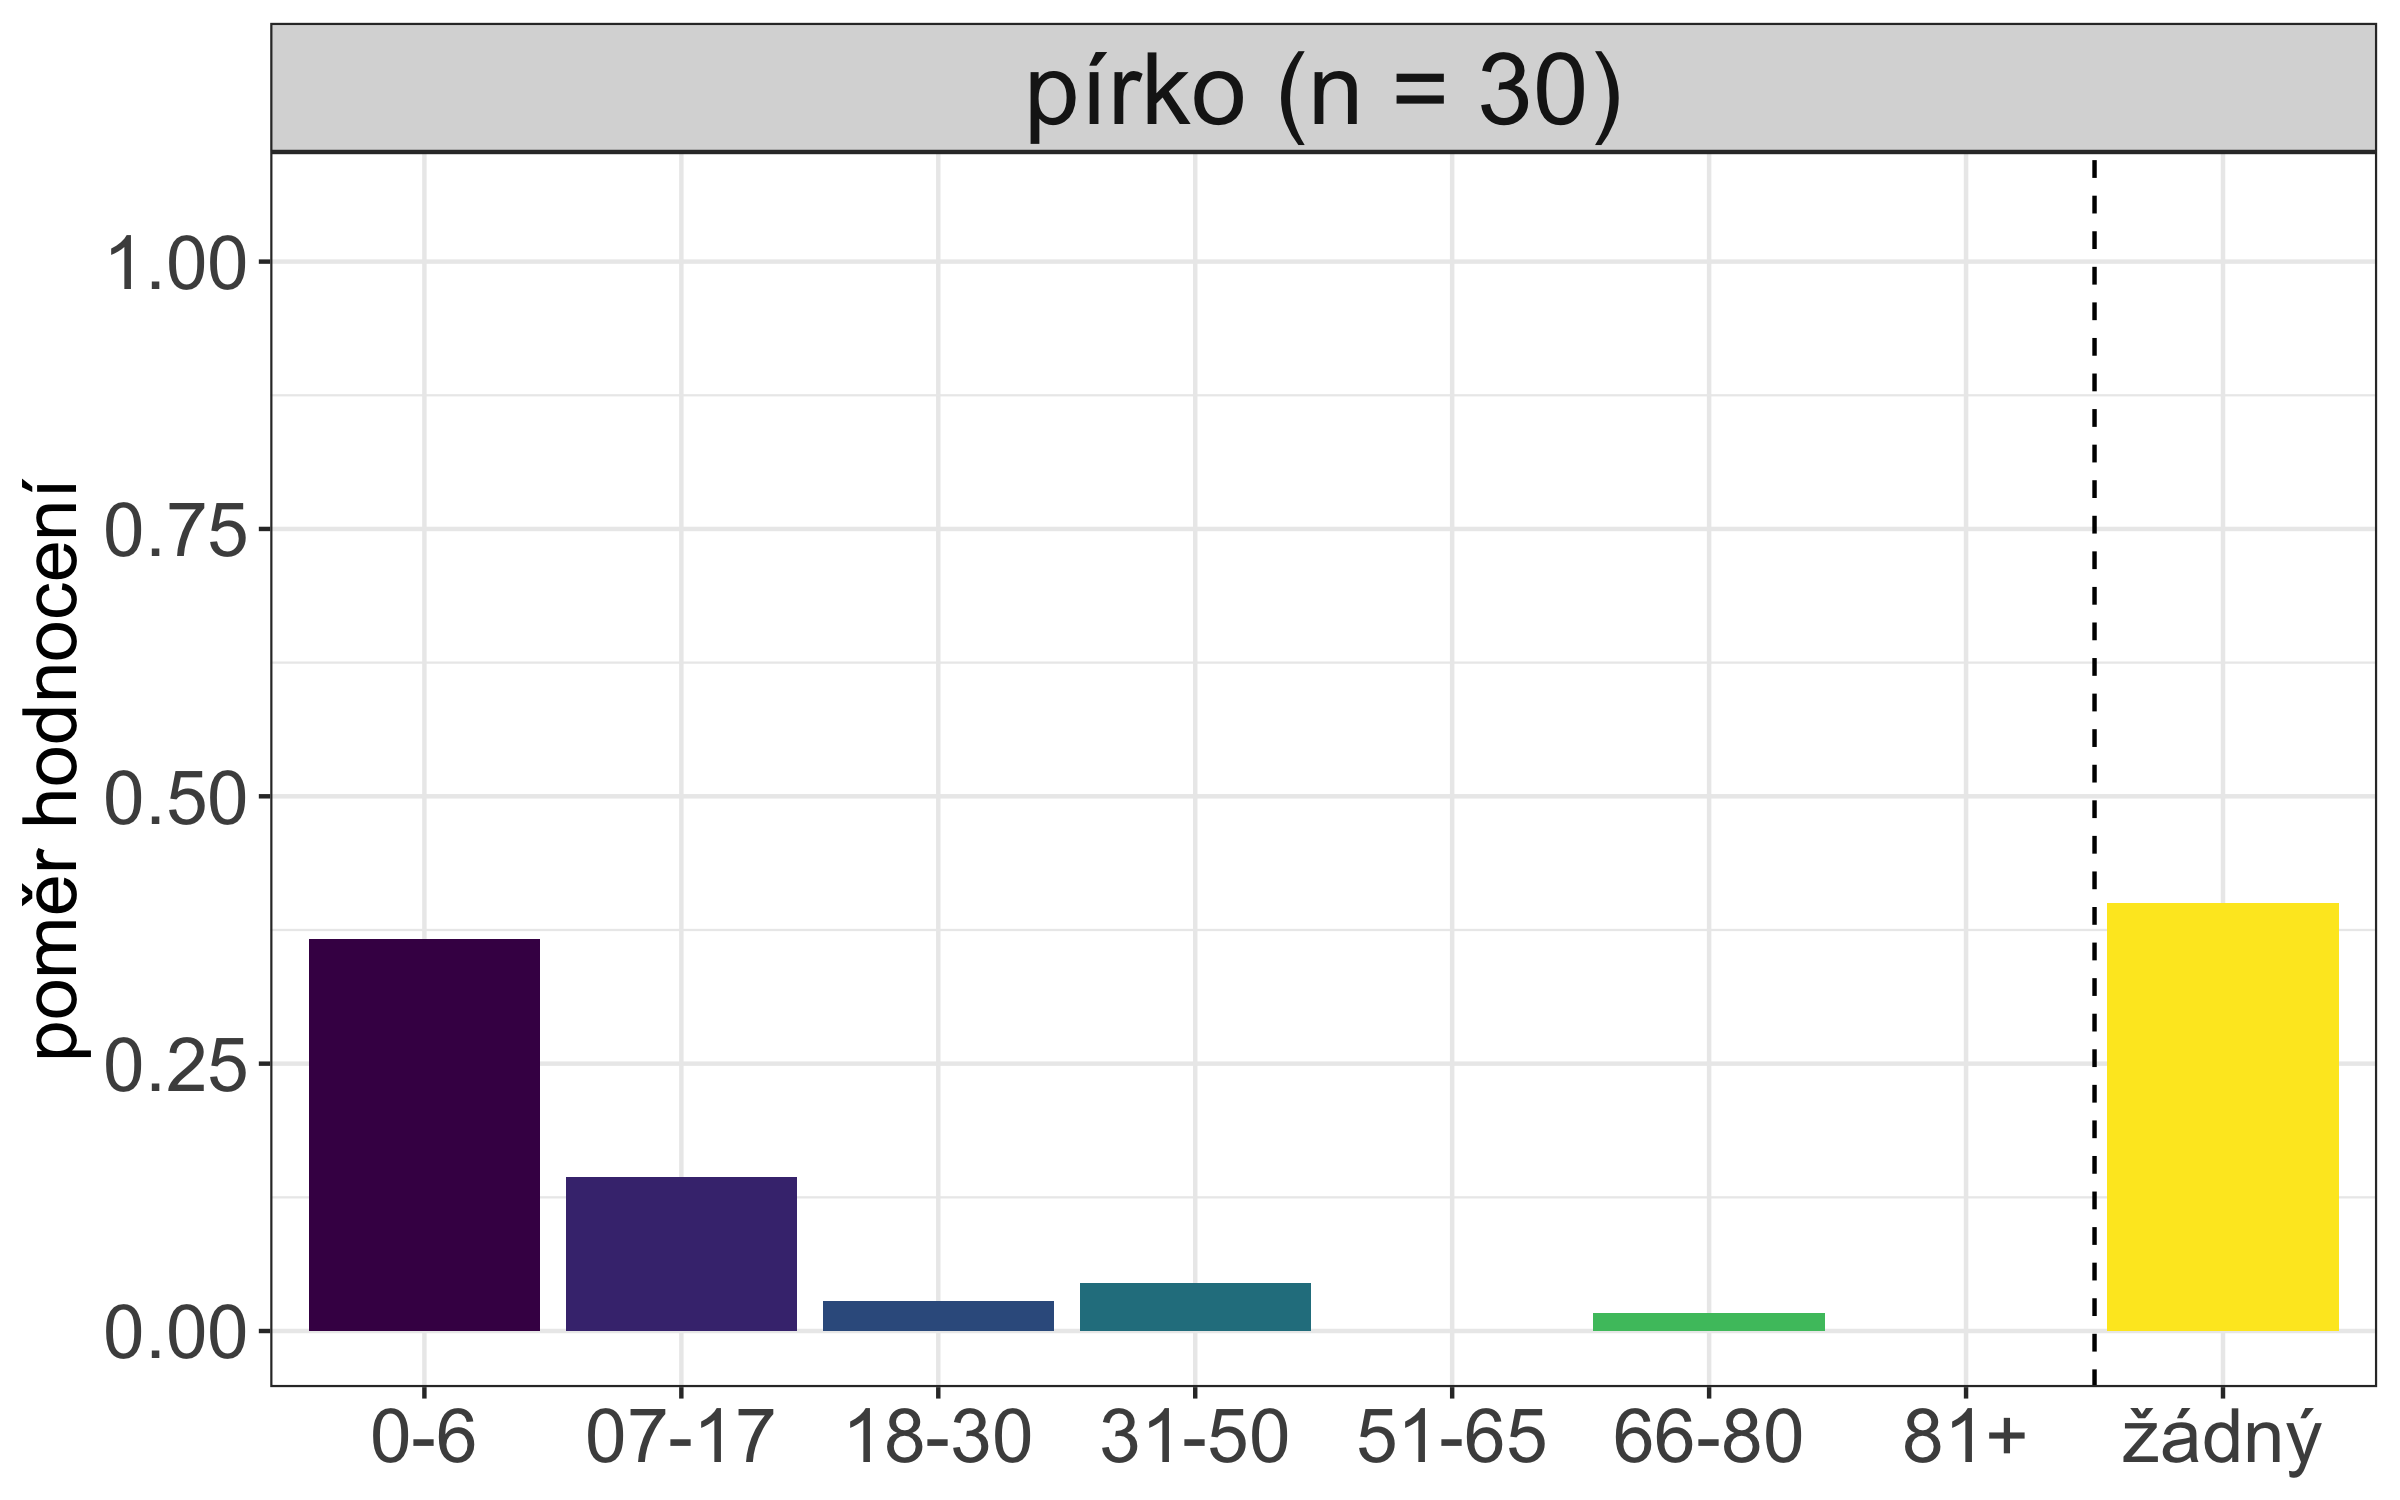 pírko (n = 30)
poměr hodnocení
1.00
0.75
0.50
0.25
0.00
0-6 07-17 18-30 31-50 51-65 66-80 81+ žádný